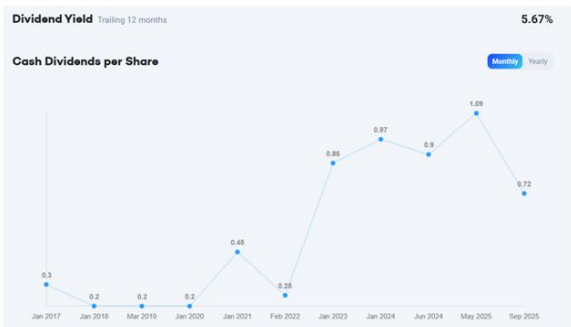 Dividend Yield Trailing 12 months 5.67%
Cash Dividends per Share Monthly Yearly
1.09
0.97
0.9
0.86
0.72
0.45
0.3
0.28
0.2 0.2 0.2
Jan 2017 Jan 2018 Mar 2019 Jan 2020 Jan 2021 Feb 2022 Jan 2023 Jan 2024 Jun 2024 May 2025 Sep 2025